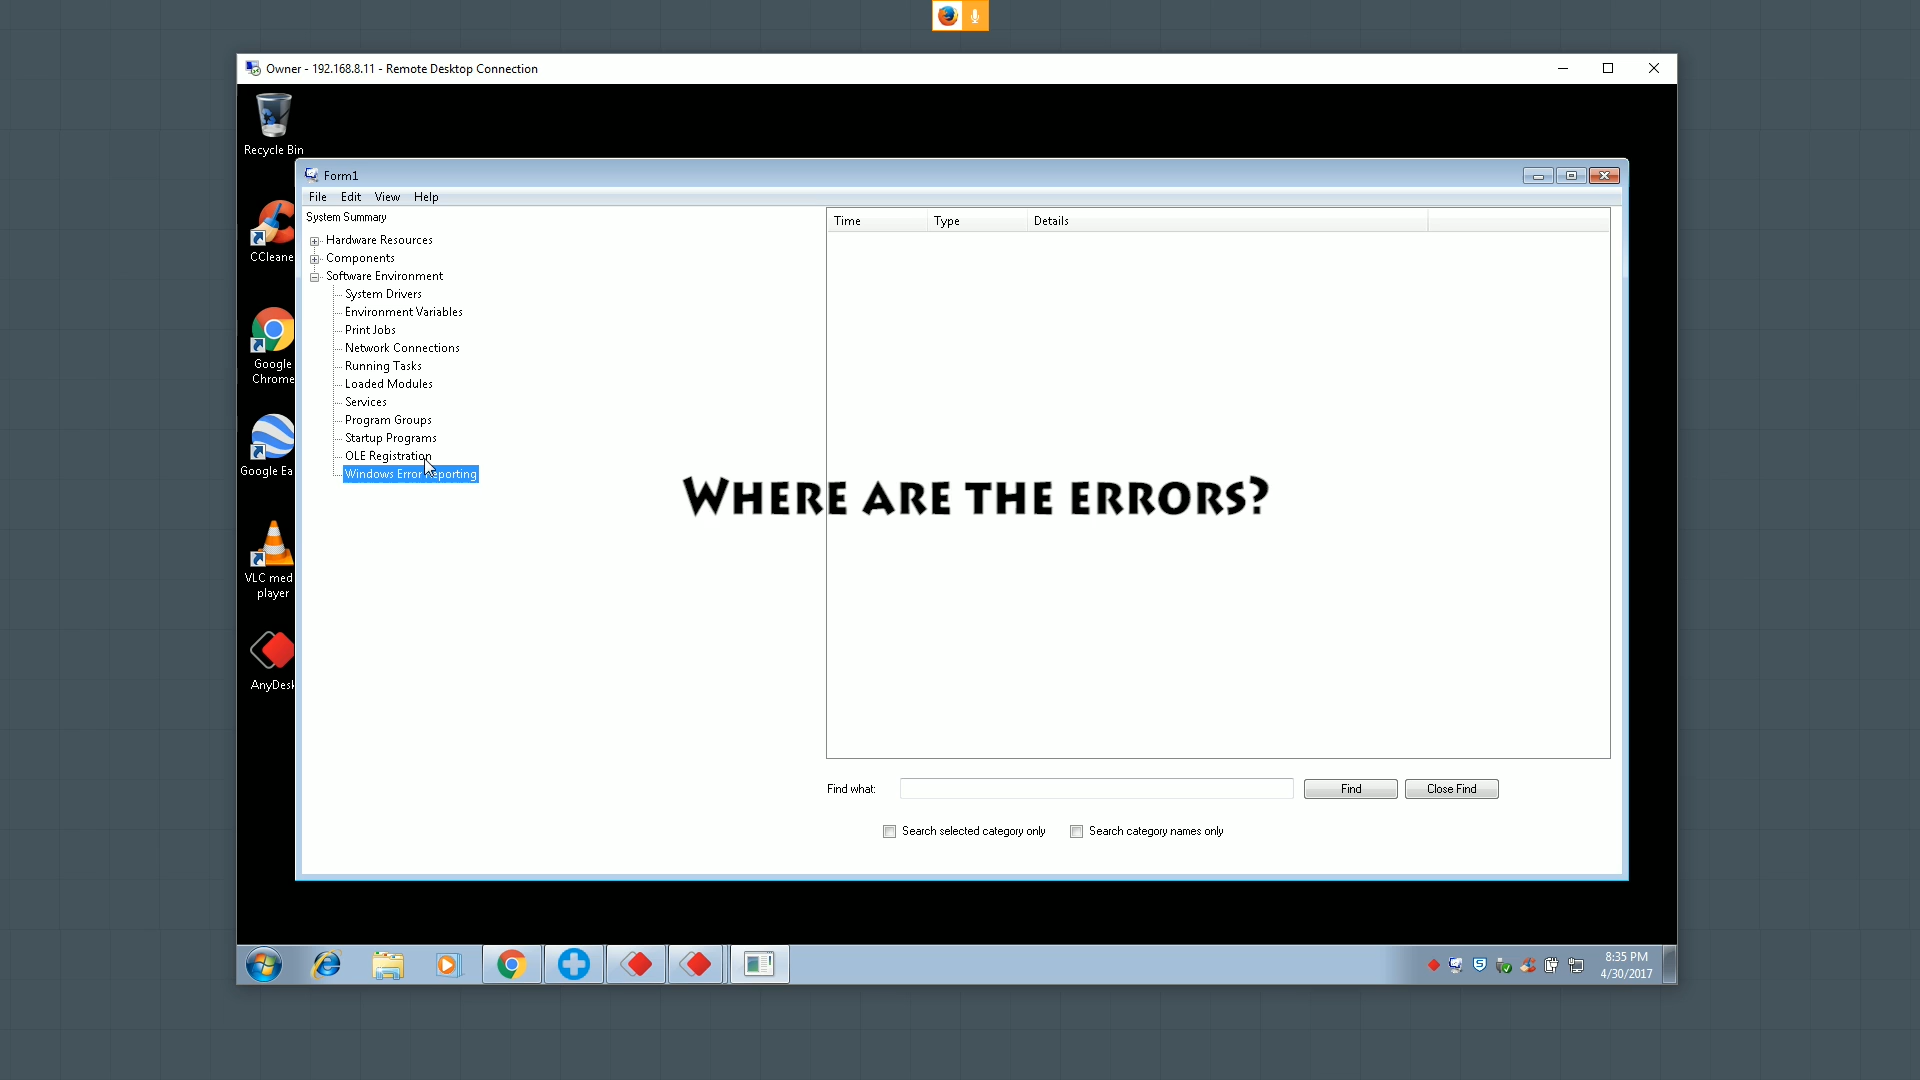 Owner - 192.168.8.11 - Remote Desktop Connection
Recycle Bin
Form1
File Edit View Help
System Summary
Time Type Details
Hardware Resources
Components
Software Environment
System Drivers
Environment Variables
Print Jobs
Network Connections
Running Tasks
Loaded Modules
Services
Program Groups
Startup Programs
OLE Registration
Windows Error Reporting
CCleane
Google
Chrome
Google Ea
VLC med
player
AnyDesk
WHERE ARE THE ERRORS?
Find what: Find Close Find
Search selected category only Search category names only
8:35 PM
4/30/2017